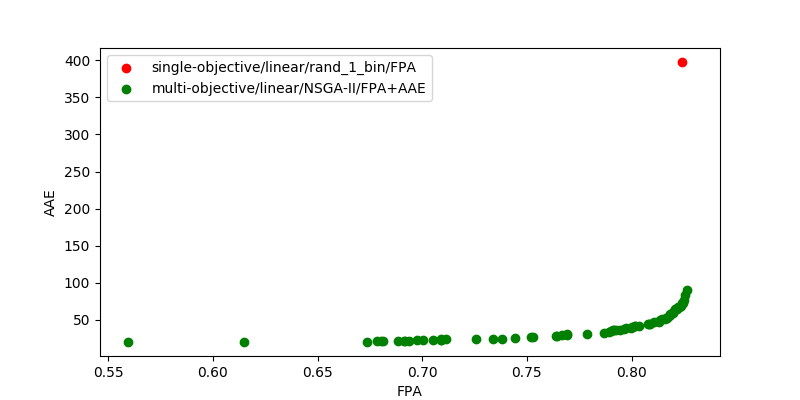 single-objective/linear/rand_1_bin/FPA
multi-objective/linear/NSGA-II/FPA+AAE
AAE
400
350
300
250
200
150
100
50
0.55 0.60 0.65 0.70 0.75 0.80
FPA